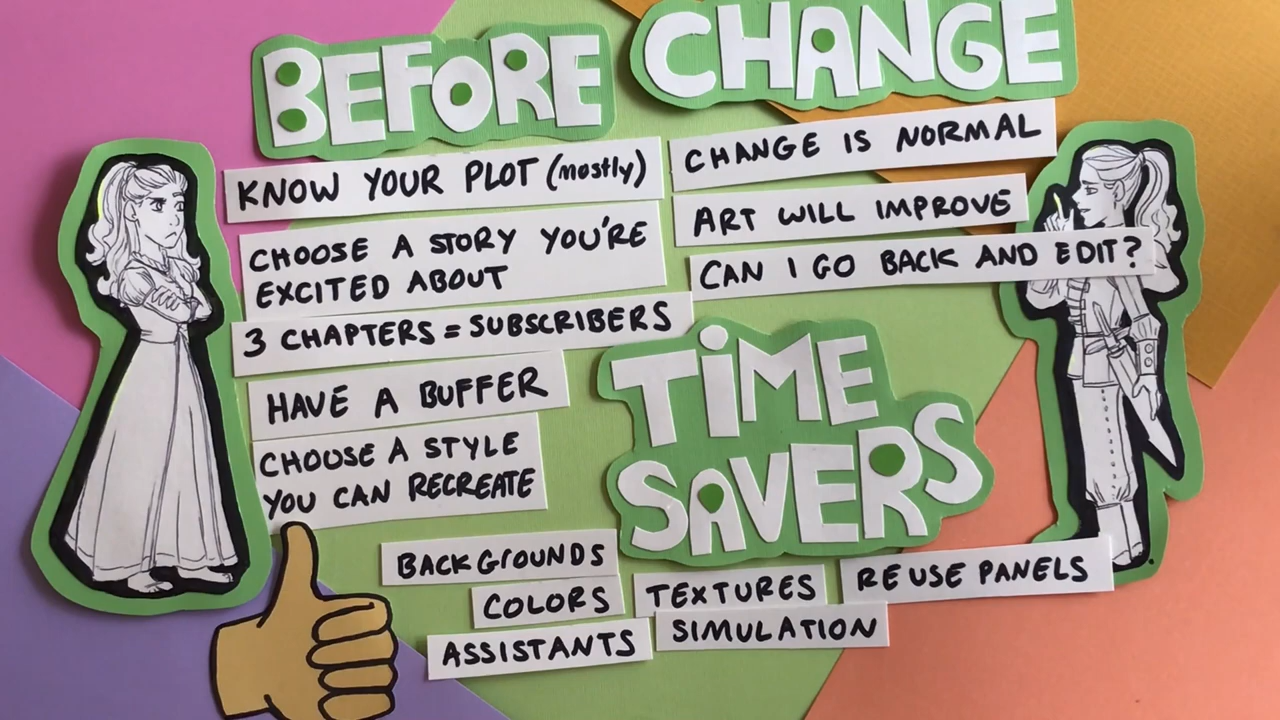 BEFORE
KNOW YOUR PLOT (mostly)
CHOOSE A STORY YOU'RE
EXCITED ABOUT
3 CHAPTERS = SUBSCRIBERS
HAVE A BUFFER
CHOOSE A STYLE
YOU CAN RECREATE
CHANGE
CHANGE IS NORMAL
ART WILL IMPROVE
CAN I GO BACK AND EDIT?
TIME
SAVERS
BACKGROUNDS
COLORS
TEXTURES
REUSE PANELS
ASSISTANTS
SIMULATION